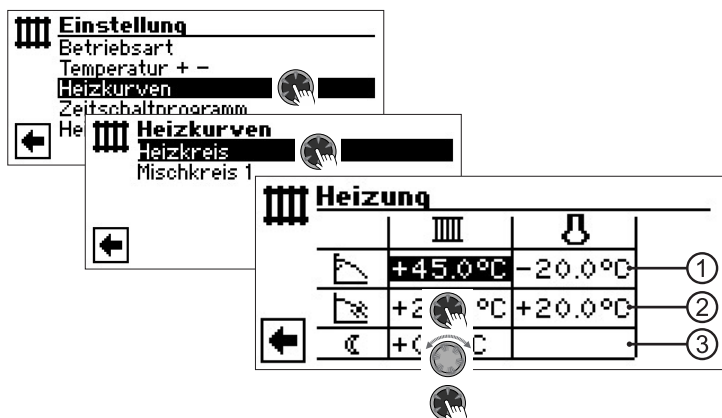 Einstellung
Betriebsart
Temperatur + −
Heizkurven
Zeitschaltprogramm
Heizkurven
Heizkreis
Mischkreis 1
Heizung
+45.0°C −20.0°C 1
°C +20.0°C 2
3